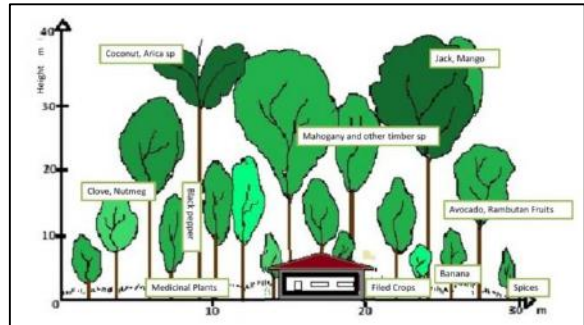 40
Coconut, Arica sp
Jack, Mango
Height m
30
Mahogany and other timber sp
20
Clove, Nutmeg
Black pepper
Avocado, Rambutan Fruits
10
Banana
Medicinal Plants
Filed Crops
Spices
0
10
20
30 m